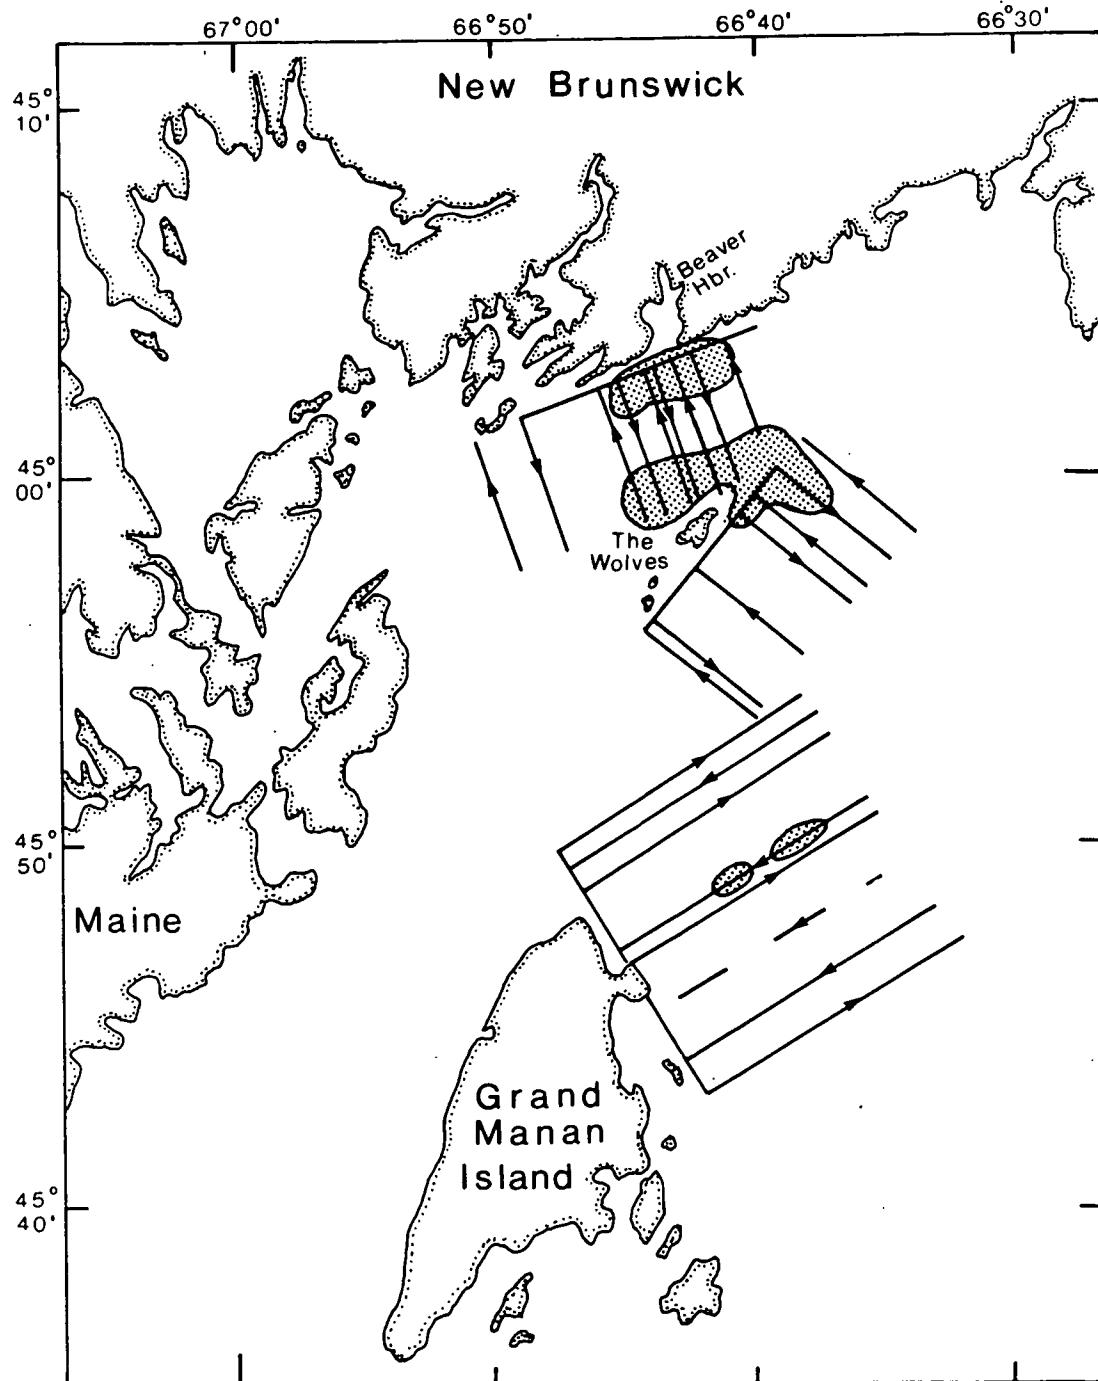 67°00'
66°50'
66°40'
66°30'
New Brunswick
45°
10'
Beaver
Hbr.
45°
00'
The
Wolves
45°
50'
Maine
Grand
Manan
Island
45°
40'